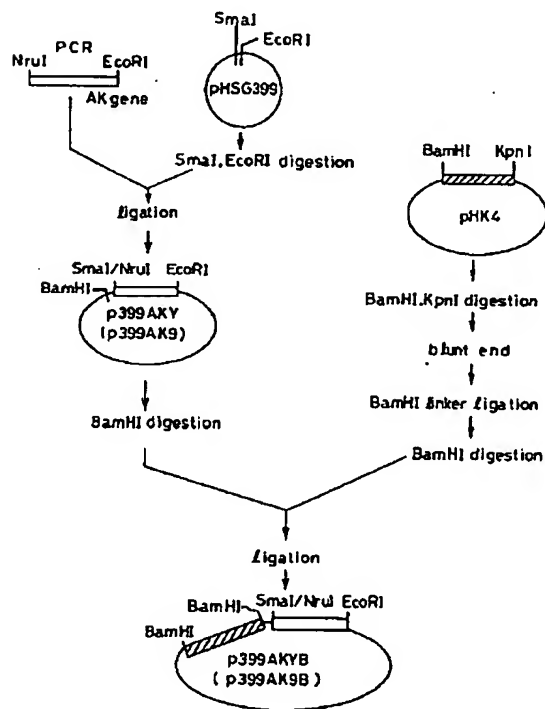 SmaI
EcoRI
PCR
NruI
EcoRI
AK gene
pHSG399
SmaI, EcoRI digestion
Ligation
SmaI/NruI EcoRI
BamHI
p399AKY
(p399AK9)
BamHI digestion
BamHI KpnI
pHK4
BamHI, KpnI digestion
blunt end
BamHI linker ligation
BamHI digestion
Ligation
SmaI/NruI EcoRI
BamHI
BamHI
p399AKYB
(p399AK9B)